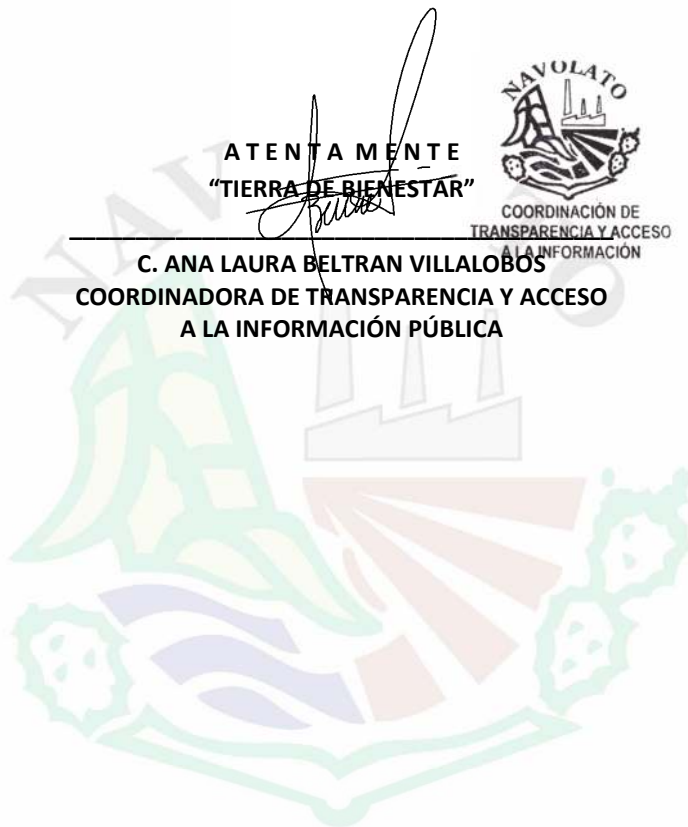 NAVOLATO
A T E N T A M E N T E
“TIERRA DE BIENESTAR”
COORDINACIÓN DE
TRANSPARENCIA Y ACCESO
A LA INFORMACIÓN
C. ANA LAURA BELTRAN VILLALOBOS
COORDINADORA DE TRANSPARENCIA Y ACCESO
A LA INFORMACIÓN PÚBLICA